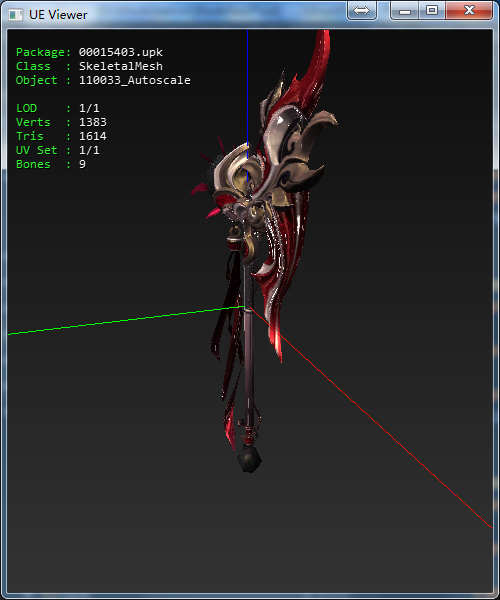 UE Viewer
Package: 00015403.upk
Class : SkeletalMesh
Object : 110033_Autoscale
LOD : 1/1
Verts : 1383
Tris : 1614
UV Set : 1/1
Bones : 9